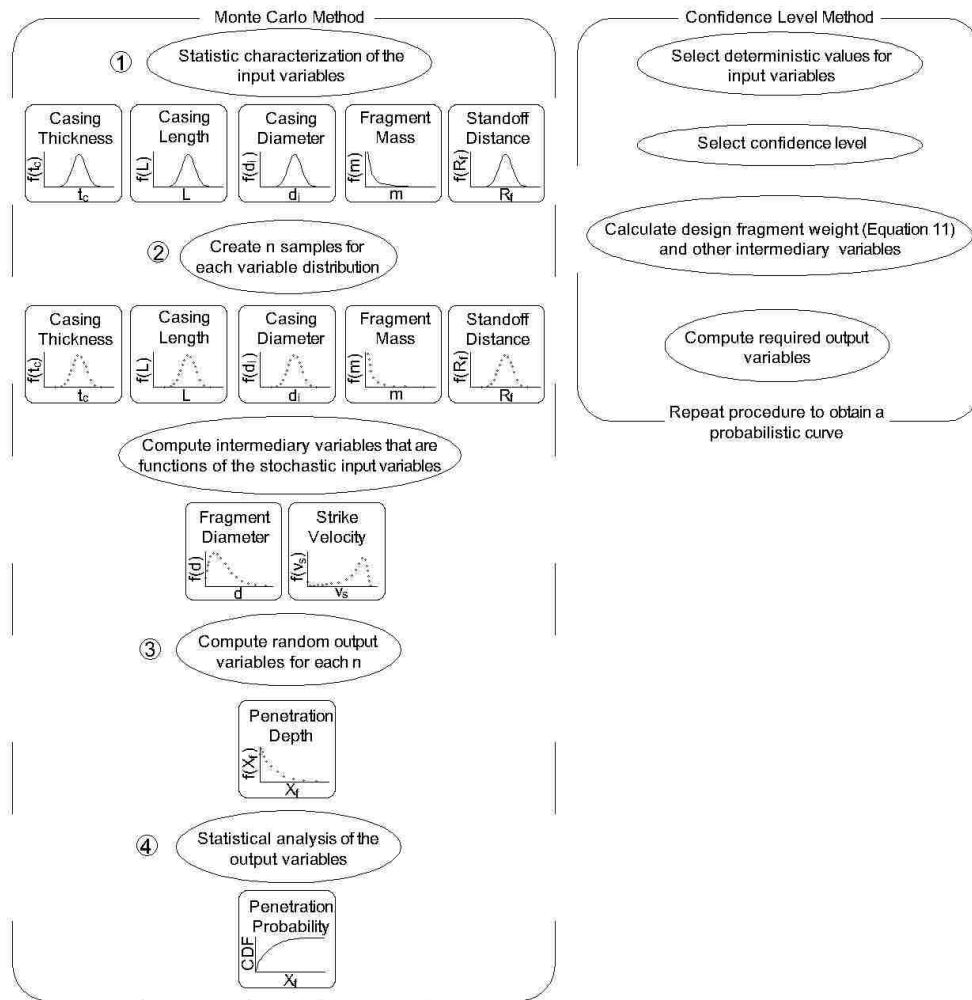 Monte Carlo Method
1
Statistic characterization of the
input variables
Casing
Thickness
f(tc)
tc
Casing
Length
f(L)
L
Casing
Diameter
f(di)
di
Fragment
Mass
f(m)
m
Standoff
Distance
f(Rf)
Rf
2
Create n samples for
each variable distribution
Casing
Thickness
f(tc)
tc
Casing
Length
f(L)
L
Casing
Diameter
f(di)
di
Fragment
Mass
f(m)
m
Standoff
Distance
f(Rf)
Rf
Compute intermediary variables that are
functions of the stochastic input variables
Fragment
Diameter
f(d)
d
Strike
Velocity
f(vs)
vs
3
Compute random output
variables for each n
Penetration
Depth
f(Xf)
Xf
4
Statistical analysis of the
output variables
Penetration
Probability
CDF
Xf
Confidence Level Method
Select deterministic values for
input variables
Select confidence level
Calculate design fragment weight (Equation 11)
and other intermediary variables
Compute required output
variables
Repeat procedure to obtain a
probabilistic curve